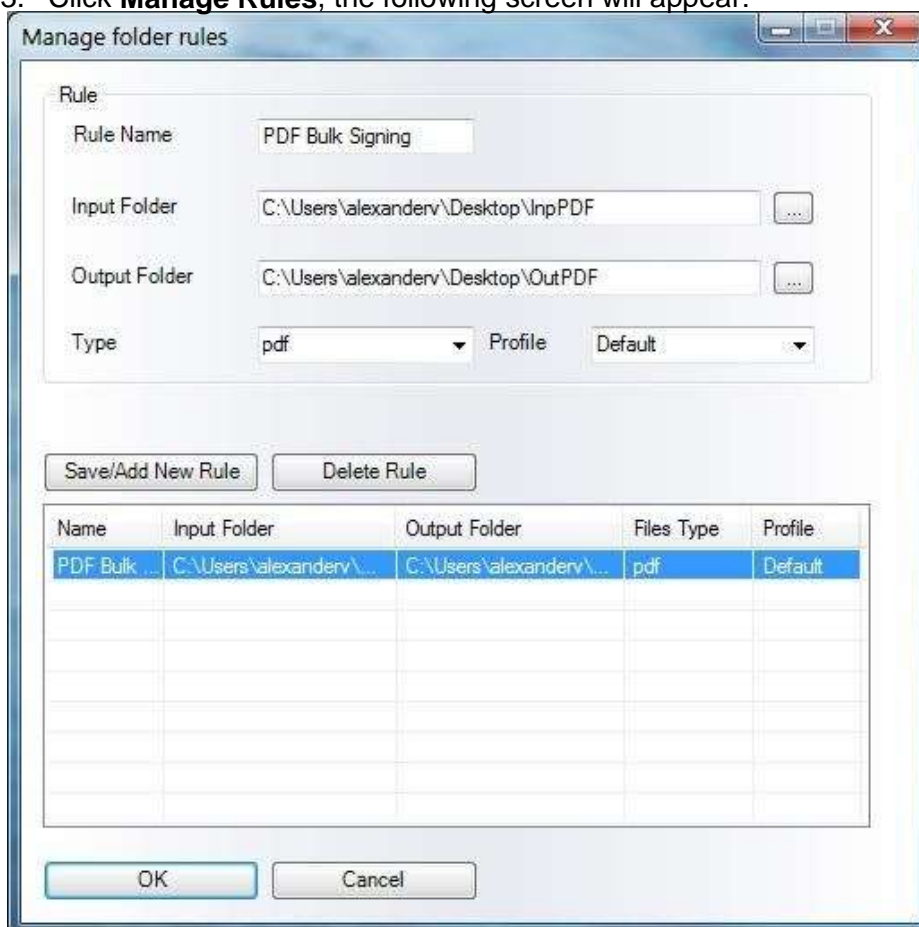 3. Click Manage Rules, the following screen will appear:
Manage folder rules
Rule
Rule Name PDF Bulk Signing
Input Folder C:\Users\alexanderv\Desktop\InpPDF ...
Output Folder C:\Users\alexanderv\Desktop\OutPDF ...
Type pdf Profile Default
Save/Add New Rule Delete Rule
Name Input Folder Output Folder Files Type Profile
PDF Bulk ... C:\Users\alexanderv\... C:\Users\alexanderv\... pdf Default
OK Cancel